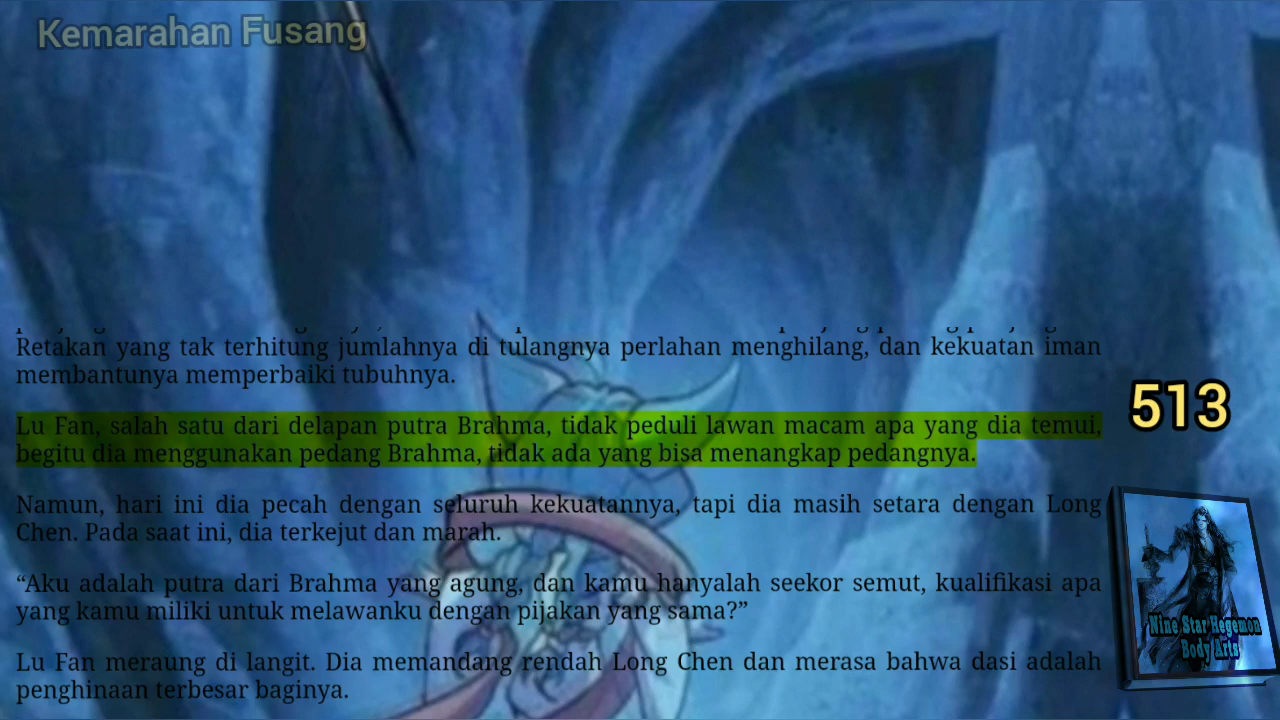 Kemarahan Fusang
Retakan yang tak terhitung jumlahnya di tulangnya perlahan menghilang, dan kekuatan iman
membantunya memperbaiki tubuhnya.
Lu Fan, salah satu dari delapan putra Brahma, tidak peduli lawan macam apa yang dia temui,
begitu dia menggunakan pedang Brahma, tidak ada yang bisa menangkap pedangnya.
513
Namun, hari ini dia pecah dengan seluruh kekuatannya, tapi dia masih setara dengan Long
Chen. Pada saat ini, dia terkejut dan marah.
“Aku adalah putra dari Brahma yang agung, dan kamu hanyalah seekor semut, kualifikasi apa
yang kamu miliki untuk melawanku dengan pijakan yang sama?”
Lu Fan meraung di langit. Dia memandang rendah Long Chen dan merasa bahwa dasi adalah
penghinaan terbesar baginya.
Nine Star Hegemon
Body Arts